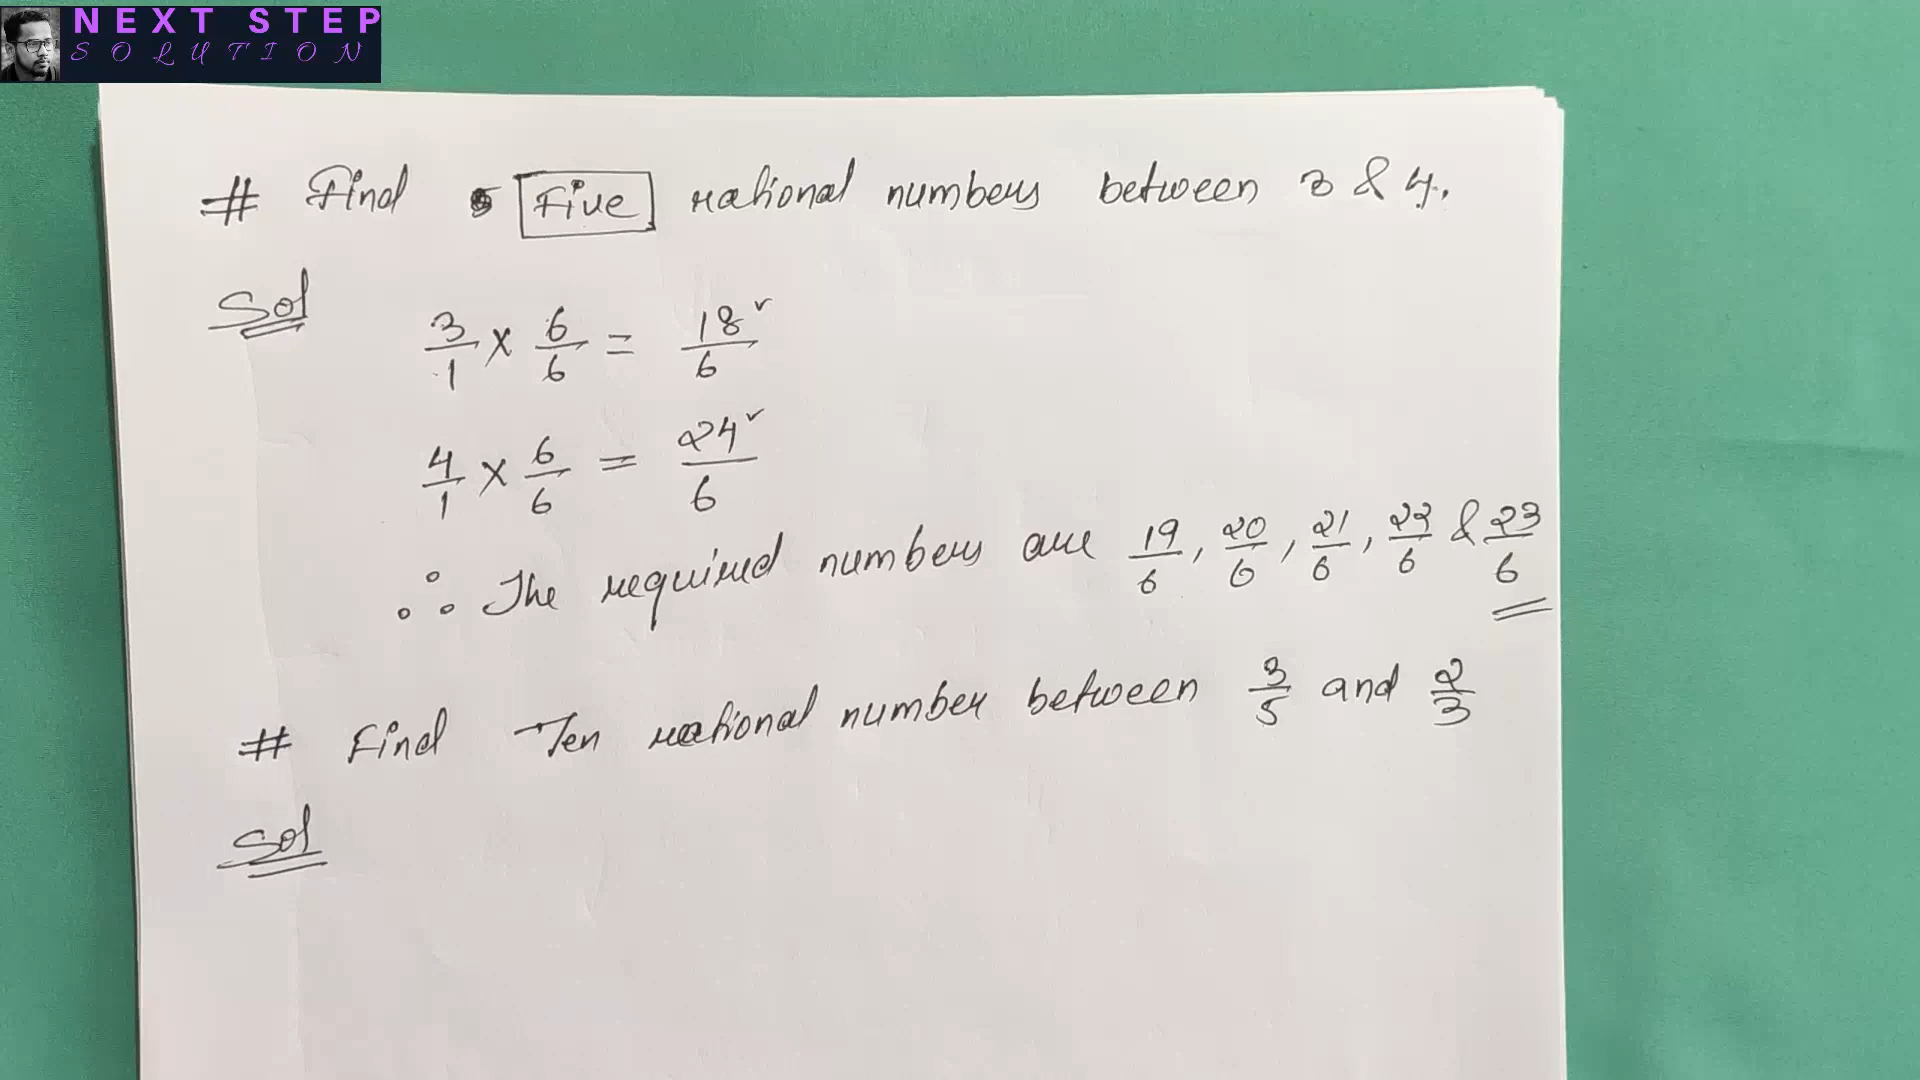 NEXT STEP
SOLUTION
# Find 5 Five rational numbers between 3 & 4.
Sol
3/1 × 6/6 = 18/6
4/1 × 6/6 = 24/6
∴ The required numbers are 19/6, 20/6, 21/6, 22/6 & 23/6
# Find Ten rational number between 3/5 and 2/3
Sol